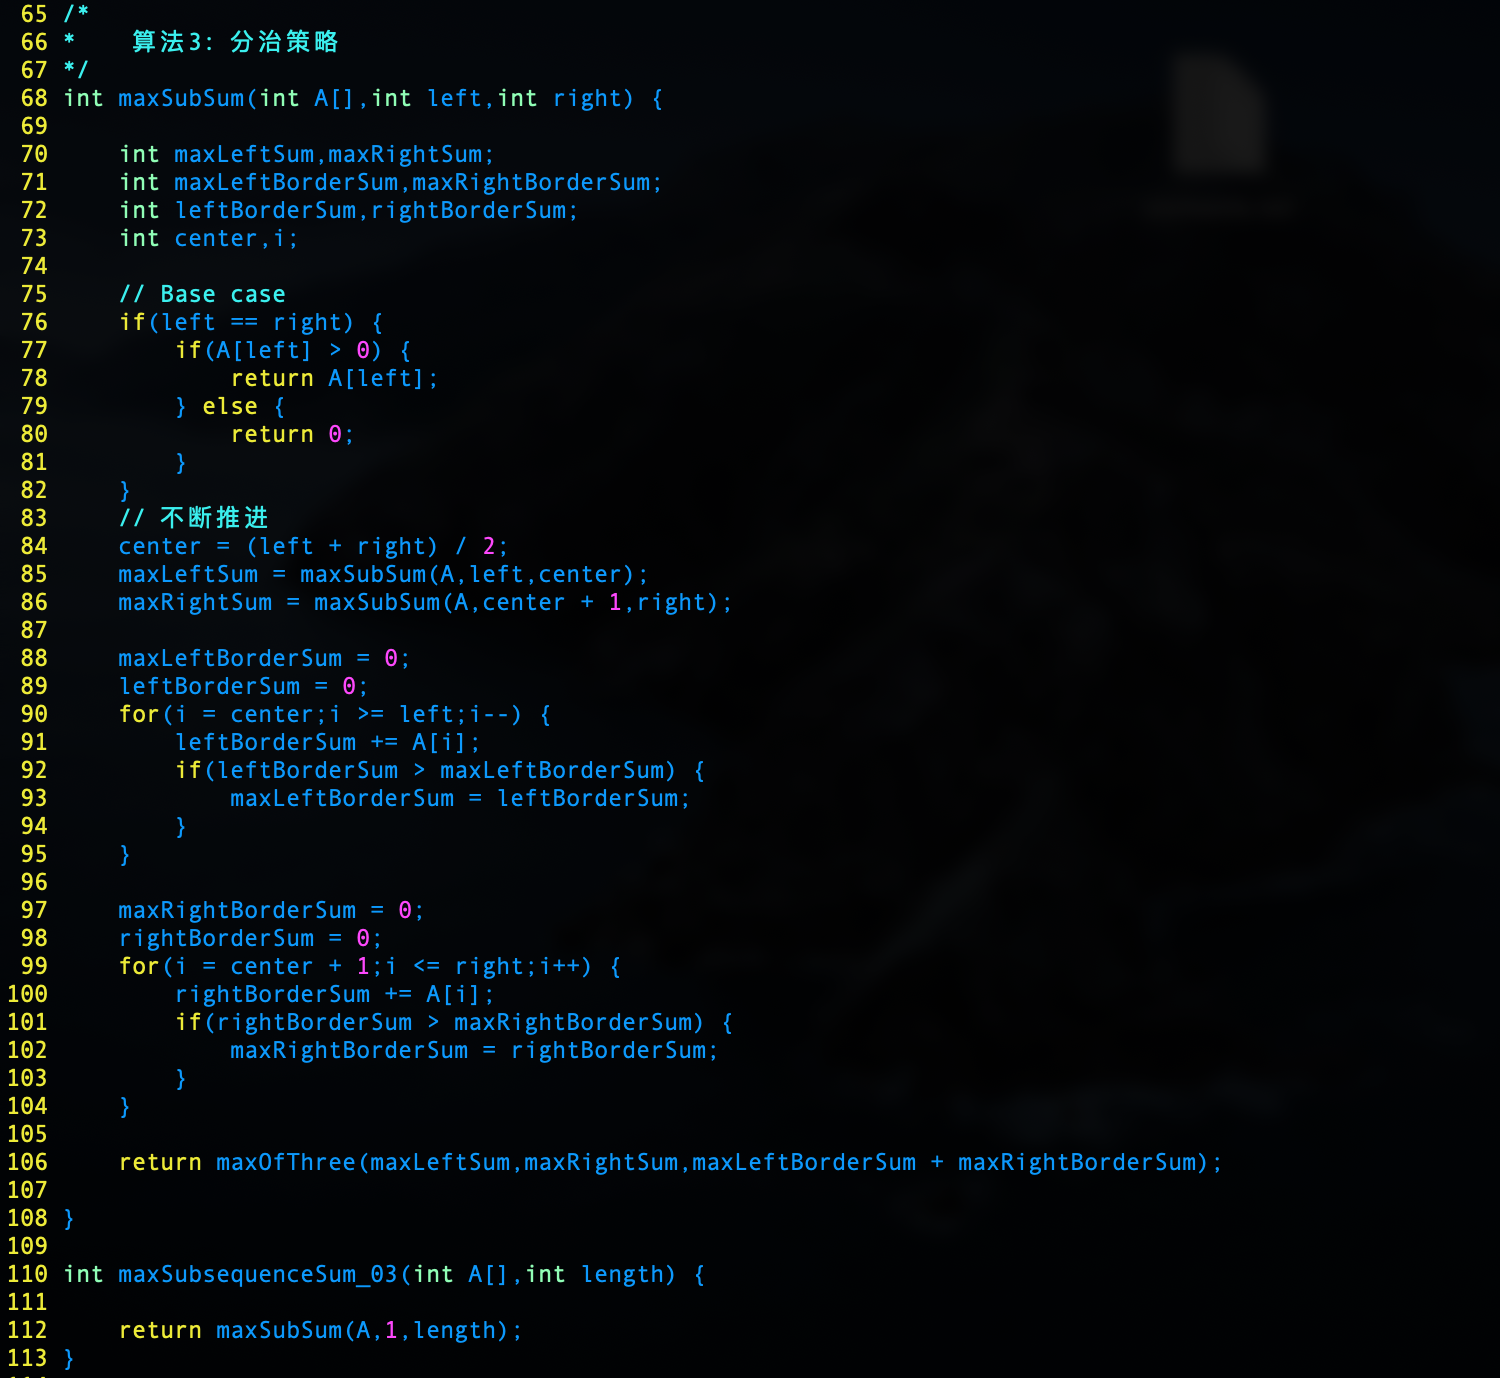 65 /*
66 *    算法3: 分治策略
67 */
68 int maxSubSum(int A[],int left,int right) {
69
70     int maxLeftSum,maxRightSum;
71     int maxLeftBorderSum,maxRightBorderSum;
72     int leftBorderSum,rightBorderSum;
73     int center,i;
74
75     // Base case
76     if(left == right) {
77         if(A[left] > 0) {
78             return A[left];
79         } else {
80             return 0;
81         }
82     }
83     // 不断推进
84     center = (left + right) / 2;
85     maxLeftSum = maxSubSum(A,left,center);
86     maxRightSum = maxSubSum(A,center + 1,right);
87
88     maxLeftBorderSum = 0;
89     leftBorderSum = 0;
90     for(i = center;i >= left;i--) {
91         leftBorderSum += A[i];
92         if(leftBorderSum > maxLeftBorderSum) {
93             maxLeftBorderSum = leftBorderSum;
94         }
95     }
96
97     maxRightBorderSum = 0;
98     rightBorderSum = 0;
99     for(i = center + 1;i <= right;i++) {
100         rightBorderSum += A[i];
101         if(rightBorderSum > maxRightBorderSum) {
102             maxRightBorderSum = rightBorderSum;
103         }
104     }
105
106     return maxOfThree(maxLeftSum,maxRightSum,maxLeftBorderSum + maxRightBorderSum);
107
108 }
109
110 int maxSubsequenceSum_03(int A[],int length) {
111
112     return maxSubSum(A,1,length);
113 }